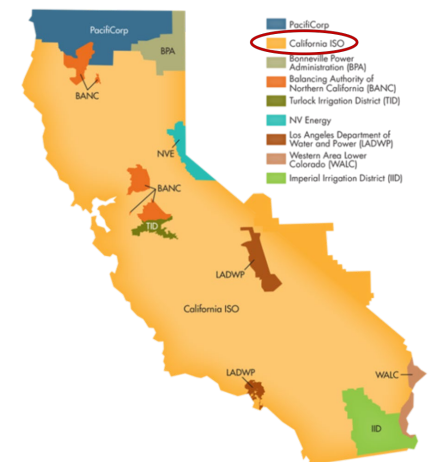 PacifiCorp
BPA
BANC
NVE
BANC
TID
LADWP
California ISO
LADWP
WALC
IID
PacifiCorp
California ISO
Bonneville Power
Administration (BPA)
Balancing Authority of
Northern California (BANC)
Turlock Irrigation District (TID)
NV Energy
Los Angeles Department of
Water and Power (LADWP)
Western Area Lower
Colorado (WALC)
Imperial Irrigation District (IID)